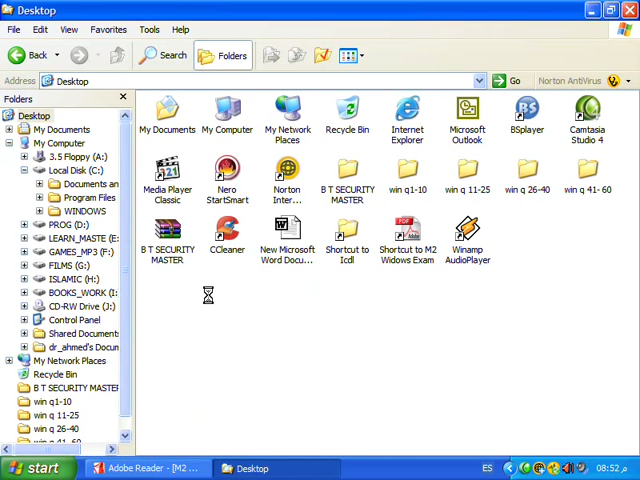 Desktop
File Edit View Favorites Tools Help
Back Search Folders
Address Desktop Go Norton AntiVirus
Folders
Desktop
My Documents
My Computer
3.5 Floppy (A:)
Local Disk (C:)
Documents an
Program Files
WINDOWS
PROG (D:)
LEARN_MASTE (E:
GAMES_MP3 (F:)
FILMS (G:)
ISLAMIC (H:)
BOOKS_WORK (I:
CD-RW Drive (J:)
Control Panel
Shared Documents
dr_ahmed's Docum
My Network Places
Recycle Bin
B T SECURITY MASTER
win q1-10
win q 11-25
win q 26-40
win q 41- 60
My Documents
My Computer
My Network
Places
Recycle Bin
Internet
Explorer
Microsoft
Outlook
BSplayer
Camtasia
Studio 4
Media Player
Classic
Nero
StartSmart
Norton
Inter...
B T SECURITY
MASTER
win q1-10
win q 11-25
win q 26-40
win q 41- 60
B T SECURITY
MASTER
CCleaner
New Microsoft
Word Docu...
Shortcut to
Icdl
Shortcut to M2
Widows Exam
Winamp
AudioPlayer
start Adobe Reader - [M2 ... Desktop ES 08:52 م